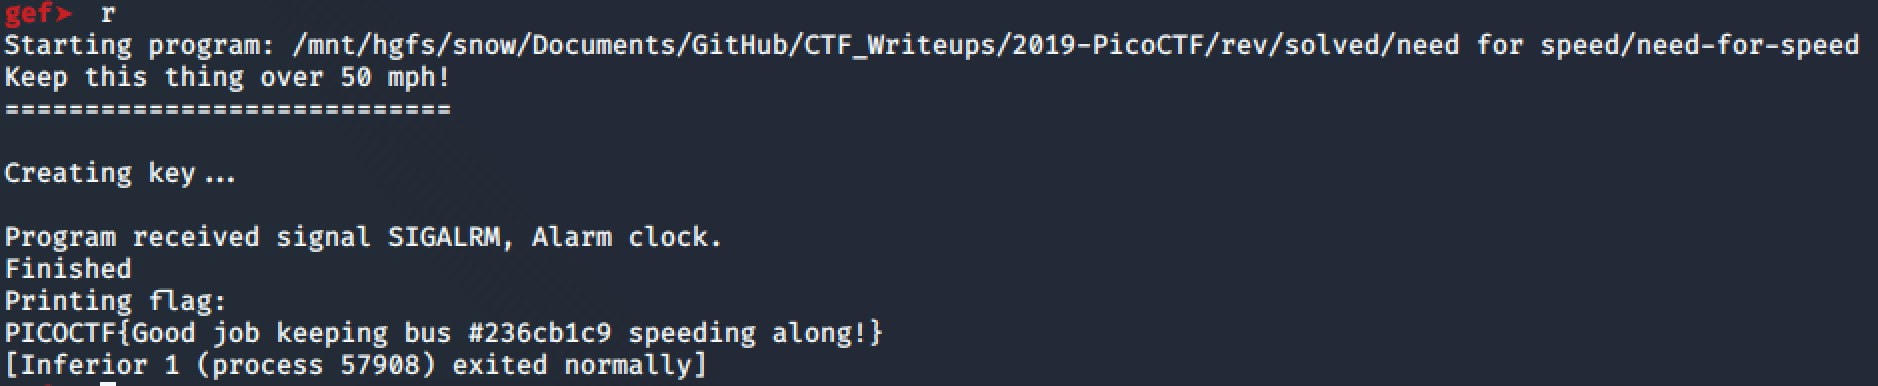 gef➤  r
Starting program: /mnt/hgfs/snow/Documents/GitHub/CTF_Writeups/2019-PicoCTF/rev/solved/need for speed/need-for-speed
Keep this thing over 50 mph!
============================
Creating key...
Program received signal SIGALRM, Alarm clock.
Finished
Printing flag:
PICOCTF{Good job keeping bus #236cb1c9 speeding along!}
[Inferior 1 (process 57908) exited normally]